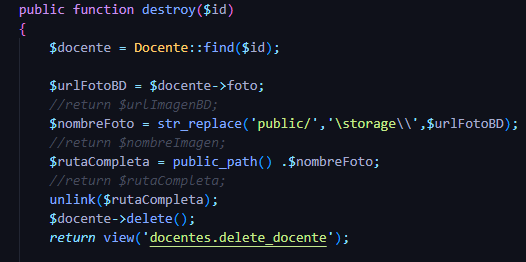 public function destroy($id)
{
$docente = Docente::find($id);
$urlFotoBD = $docente->foto;
//return $urlImagenBD;
$nombreFoto = str_replace('public/','\storage\\',$urlFotoBD);
//return $nombreImagen;
$rutaCompleta = public_path() .$nombreFoto;
//return $rutaCompleta;
unlink($rutaCompleta);
$docente->delete();
return view('docentes.delete_docente');